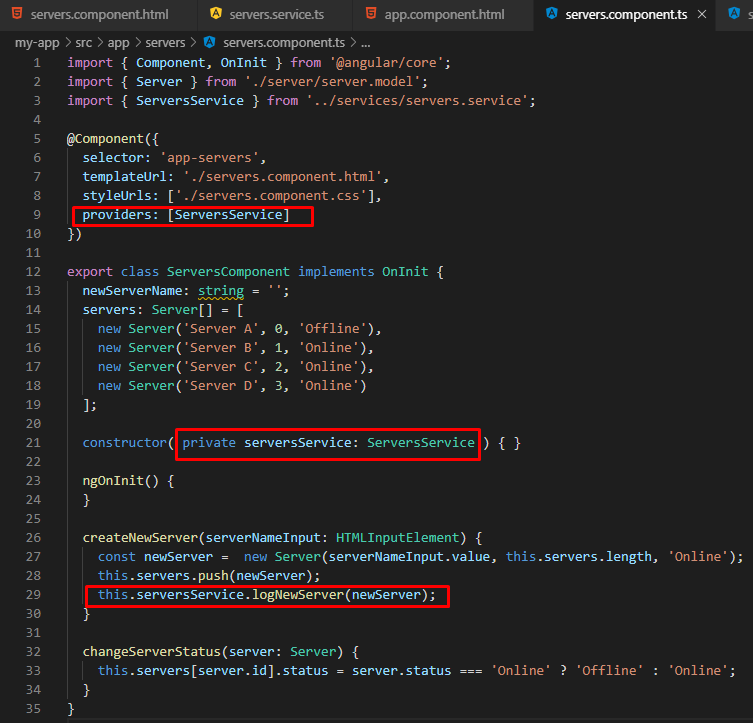 servers.component.html servers.service.ts app.component.html servers.component.ts ✕ s
my-app > src > app > servers > servers.component.ts > ...
1 import { Component, OnInit } from '@angular/core';
2 import { Server } from './server/server.model';
3 import { ServersService } from '../services/servers.service';
4
5 @Component({
6   selector: 'app-servers',
7   templateUrl: './servers.component.html',
8   styleUrls: ['./servers.component.css'],
9   providers: [ServersService]
10 })
11
12 export class ServersComponent implements OnInit {
13   newServerName: string = '';
14   servers: Server[] = [
15     new Server('Server A', 0, 'Offline'),
16     new Server('Server B', 1, 'Online'),
17     new Server('Server C', 2, 'Online'),
18     new Server('Server D', 3, 'Online')
19   ];
20
21   constructor( private serversService: ServersService ) { }
22
23   ngOnInit() {
24   }
25
26   createNewServer(serverNameInput: HTMLInputElement) {
27     const newServer =  new Server(serverNameInput.value, this.servers.length, 'Online');
28     this.servers.push(newServer);
29     this.serversService.logNewServer(newServer);
30   }
31
32   changeServerStatus(server: Server) {
33     this.servers[server.id].status = server.status === 'Online' ? 'Offline' : 'Online';
34   }
35 }